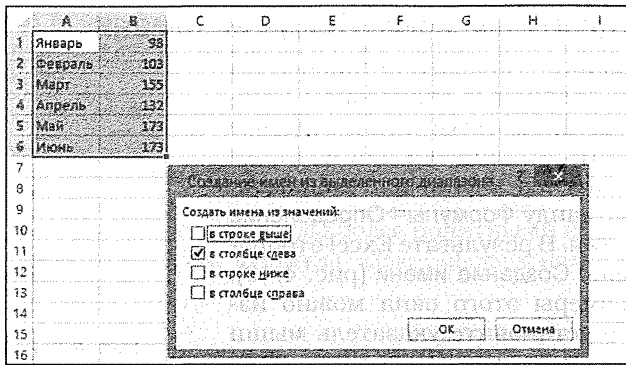 A B C D E F G H I
1 Январь 98
2 Февраль 103
3 Март 155
4 Апрель 132
5 Май 173
6 Июнь 173
7
8
9
10
11
12
13
14
15
16
Создание имен из выделенного диапазона ?
Создать имена из значений:
в строке выше
в столбце слева
в строке ниже
в столбце справа
OK Отмена